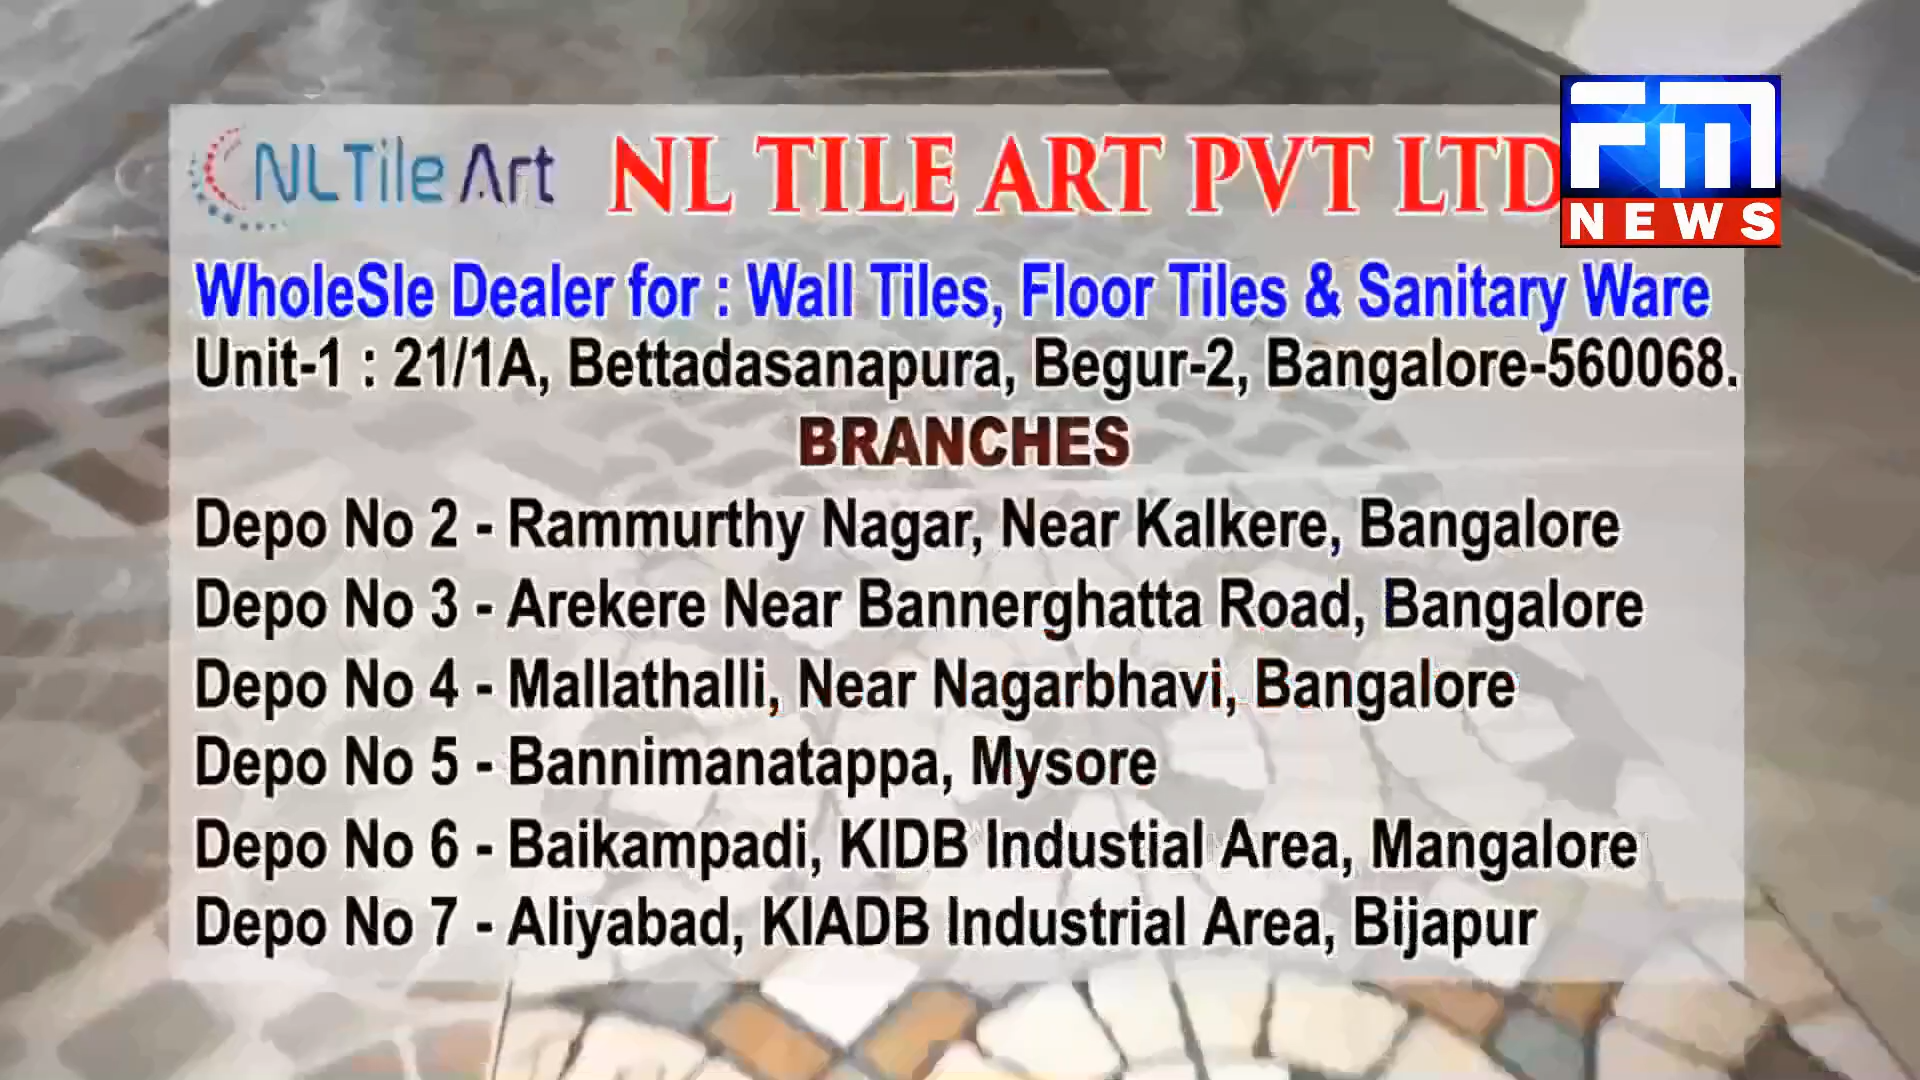 NL Tile Art NL TILE ART PVT LTD
FM
NEWS
WholeSle Dealer for : Wall Tiles, Floor Tiles & Sanitary Ware
Unit-1 : 21/1A, Bettadasanapura, Begur-2, Bangalore-560068.
BRANCHES
Depo No 2 - Rammurthy Nagar, Near Kalkere, Bangalore
Depo No 3 - Arekere Near Bannerghatta Road, Bangalore
Depo No 4 - Mallathalli, Near Nagarbhavi, Bangalore
Depo No 5 - Bannimanatappa, Mysore
Depo No 6 - Baikampadi, KIDB Industial Area, Mangalore
Depo No 7 - Aliyabad, KIADB Industrial Area, Bijapur